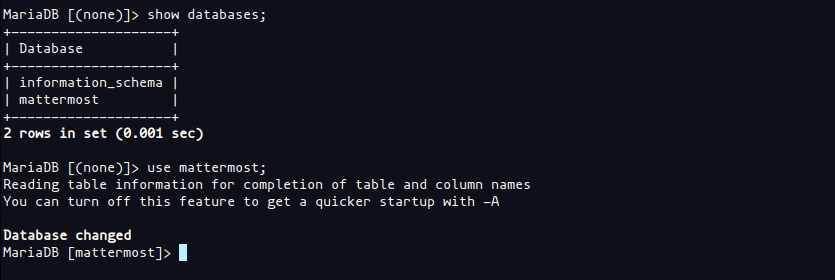 MariaDB [(none)]> show databases;
+--------------------+
| Database           |
+--------------------+
| information_schema |
| mattermost         |
+--------------------+
2 rows in set (0.001 sec)
MariaDB [(none)]> use mattermost;
Reading table information for completion of table and column names
You can turn off this feature to get a quicker startup with -A
Database changed
MariaDB [mattermost]>